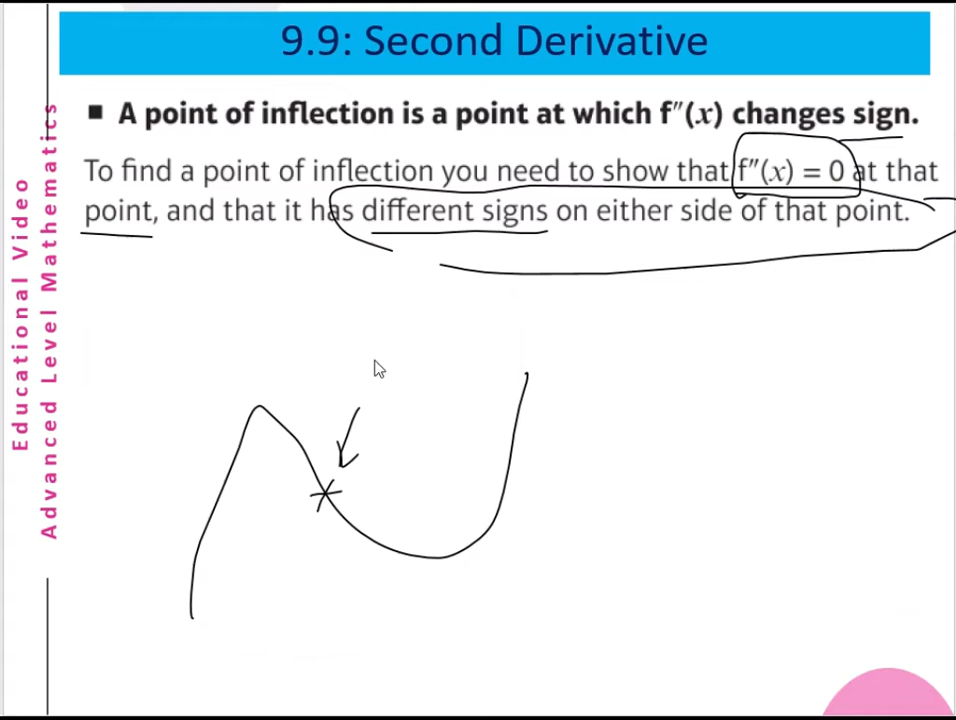 9.9: Second Derivative
▪ A point of inflection is a point at which f″(x) changes sign.
To find a point of inflection you need to show that f″(x) = 0 at that
point, and that it has different signs on either side of that point.
Educational Video
Advanced Level Mathematics